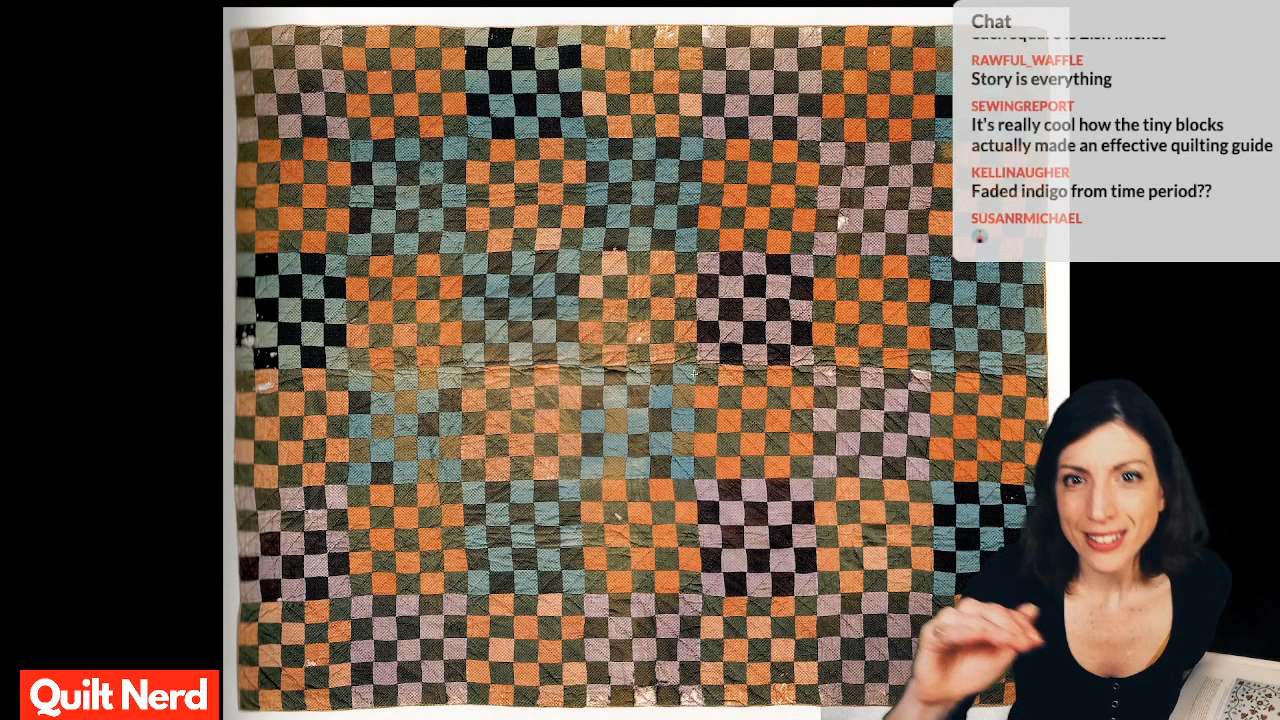 Chat
RAWFUL_WAFFLE
Story is everything
SEWINGREPORT
It's really cool how the tiny blocks
actually made an effective quilting guide
KELLINAUGHER
Faded indigo from time period??
SUSANRMICHAEL
Quilt Nerd